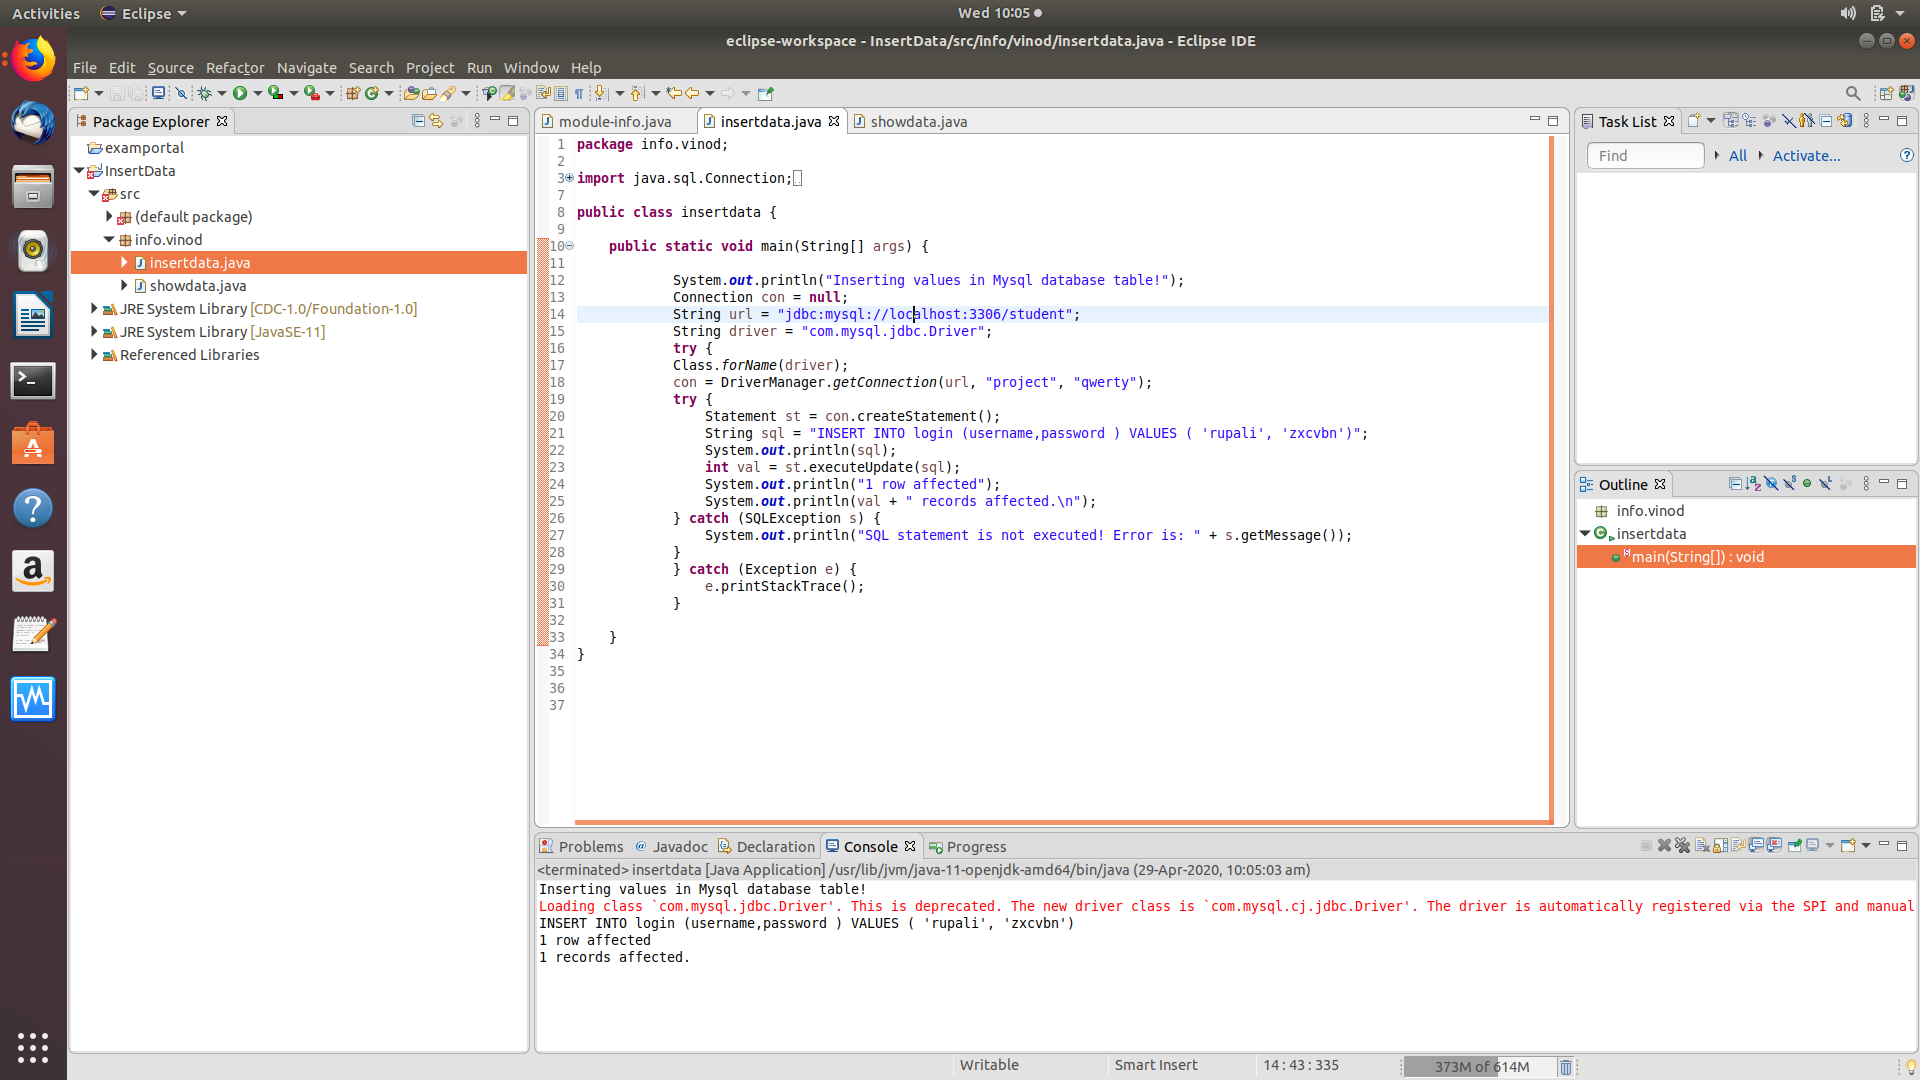 Activities Eclipse Wed 10:05
eclipse-workspace - InsertData/src/info/vinod/insertdata.java - Eclipse IDE
File Edit Source Refactor Navigate Search Project Run Window Help
Package Explorer
examportal
InsertData
src
(default package)
info.vinod
insertdata.java
showdata.java
JRE System Library [CDC-1.0/Foundation-1.0]
JRE System Library [JavaSE-11]
Referenced Libraries
module-info.java insertdata.java showdata.java
1 package info.vinod;
2
3 import java.sql.Connection;
7
8 public class insertdata {
9
10 public static void main(String[] args) {
11
12 System.out.println("Inserting values in Mysql database table!");
13 Connection con = null;
14 String url = "jdbc:mysql://localhost:3306/student";
15 String driver = "com.mysql.jdbc.Driver";
16 try {
17 Class.forName(driver);
18 con = DriverManager.getConnection(url, "project", "qwerty");
19 try {
20 Statement st = con.createStatement();
21 String sql = "INSERT INTO login (username,password ) VALUES ( 'rupali', 'zxcvbn')";
22 System.out.println(sql);
23 int val = st.executeUpdate(sql);
24 System.out.println("1 row affected");
25 System.out.println(val + " records affected.\n");
26 } catch (SQLException s) {
27 System.out.println("SQL statement is not executed! Error is: " + s.getMessage());
28 }
29 } catch (Exception e) {
30 e.printStackTrace();
31 }
32
33 }
34 }
35
36
37
Task List
Find All Activate...
Outline
info.vinod
insertdata
main(String[]) : void
Problems Javadoc Declaration Console Progress
<terminated> insertdata [Java Application] /usr/lib/jvm/java-11-openjdk-amd64/bin/java (29-Apr-2020, 10:05:03 am)
Inserting values in Mysql database table!
Loading class `com.mysql.jdbc.Driver'. This is deprecated. The new driver class is `com.mysql.cj.jdbc.Driver'. The driver is automatically registered via the SPI and manual
INSERT INTO login (username,password ) VALUES ( 'rupali', 'zxcvbn')
1 row affected
1 records affected.
Writable Smart Insert 14 : 43 : 335 373M of 614M